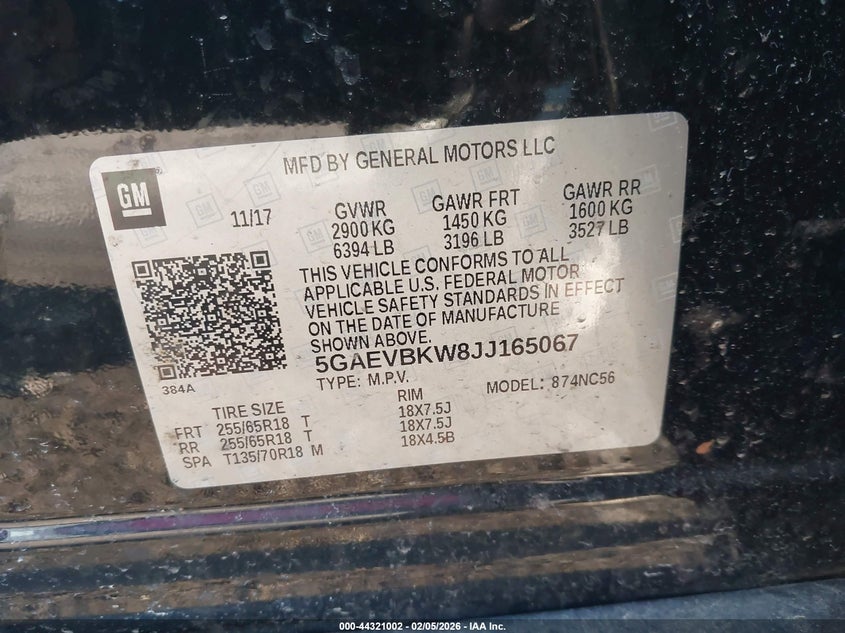 MFD BY GENERAL MOTORS LLC
GM
11/17
GVWR
2900 KG
6394 LB
GAWR FRT
1450 KG
3196 LB
GAWR RR
1600 KG
3527 LB
THIS VEHICLE CONFORMS TO ALL
APPLICABLE U.S. FEDERAL MOTOR
VEHICLE SAFETY STANDARDS IN EFFECT
ON THE DATE OF MANUFACTURE
SHOWN ABOVE.
5GAEVBKW8JJ165067
384A
TYPE: M.P.V.
MODEL: 874NC56
TIRE SIZE RIM
FRT 255/65R18 T 18X7.5J
RR 255/65R18 T 18X7.5J
SPA T135/70R18 M 18X4.5B
000-44321002 - 02/05/2026 - IAA Inc.